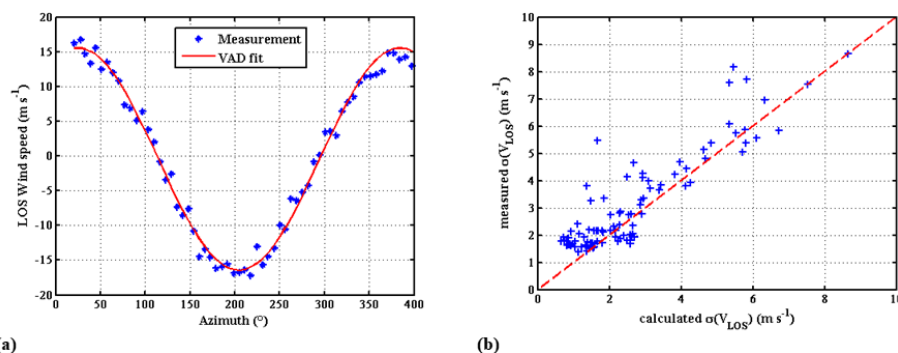 20
15
10
5
0
-5
-10
-15
-20
LOS Wind speed (m s⁻¹)
Measurement
VAD fit
0 50 100 150 200 250 300 350 400
Azimuth (°)
(a)
10
9
8
7
6
5
4
3
2
1
0
measured σ(V_LOS) (m s⁻¹)
0 2 4 6 8 10
calculated σ(V_LOS) (m s⁻¹)
(b)